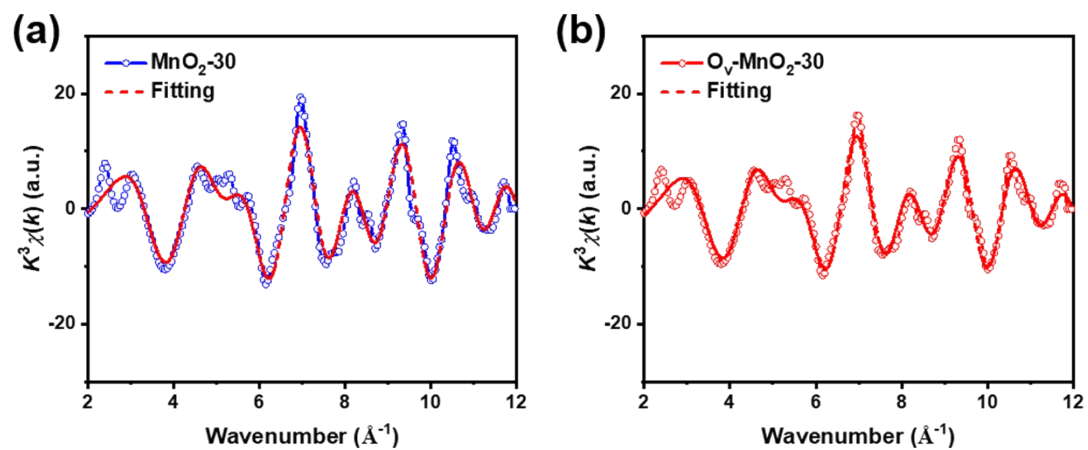 (a)
MnO₂-30
Fitting
K³χ(k) (a.u.)
20
0
-20
2 4 6 8 10 12
Wavenumber (Å⁻¹)
(b)
Oᵥ-MnO₂-30
Fitting
K³χ(k) (a.u.)
20
0
-20
2 4 6 8 10 12
Wavenumber (Å⁻¹)